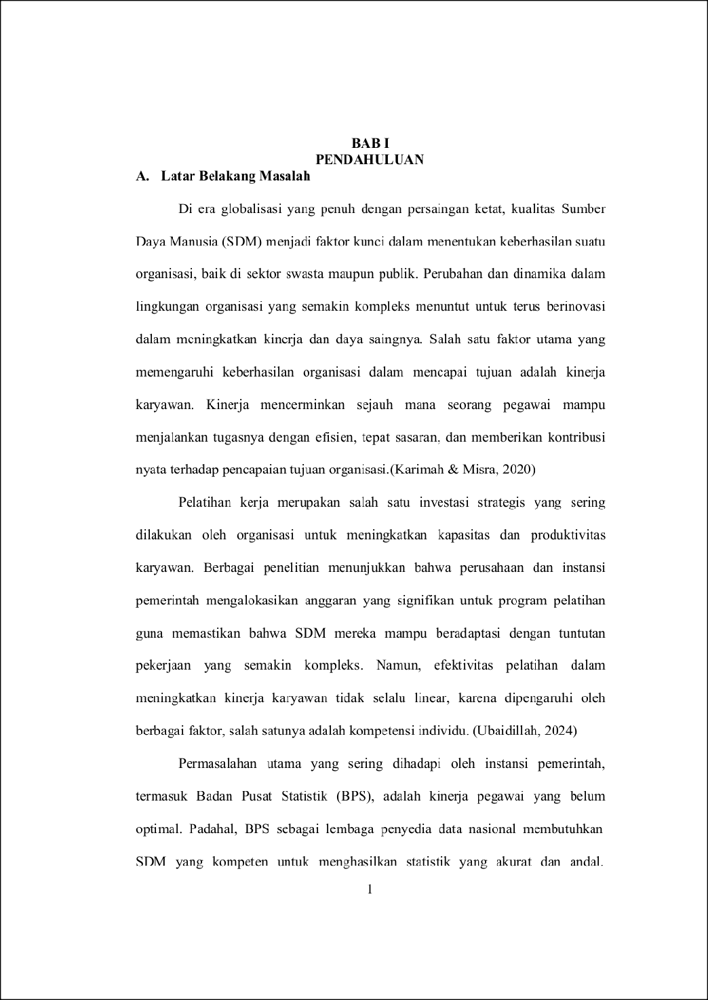 BAB I
PENDAHULUAN
A. Latar Belakang Masalah
Di era globalisasi yang penuh dengan persaingan ketat, kualitas Sumber
Daya Manusia (SDM) menjadi faktor kunci dalam menentukan keberhasilan suatu
organisasi, baik di sektor swasta maupun publik. Perubahan dan dinamika dalam
lingkungan organisasi yang semakin kompleks menuntut untuk terus berinovasi
dalam meningkatkan kinerja dan daya saingnya. Salah satu faktor utama yang
memengaruhi keberhasilan organisasi dalam mencapai tujuan adalah kinerja
karyawan. Kinerja mencerminkan sejauh mana seorang pegawai mampu
menjalankan tugasnya dengan efisien, tepat sasaran, dan memberikan kontribusi
nyata terhadap pencapaian tujuan organisasi.(Karimah & Misra, 2020)
Pelatihan kerja merupakan salah satu investasi strategis yang sering
dilakukan oleh organisasi untuk meningkatkan kapasitas dan produktivitas
karyawan. Berbagai penelitian menunjukkan bahwa perusahaan dan instansi
pemerintah mengalokasikan anggaran yang signifikan untuk program pelatihan
guna memastikan bahwa SDM mereka mampu beradaptasi dengan tuntutan
pekerjaan yang semakin kompleks. Namun, efektivitas pelatihan dalam
meningkatkan kinerja karyawan tidak selalu linear, karena dipengaruhi oleh
berbagai faktor, salah satunya adalah kompetensi individu. (Ubaidillah, 2024)
Permasalahan utama yang sering dihadapi oleh instansi pemerintah,
termasuk Badan Pusat Statistik (BPS), adalah kinerja pegawai yang belum
optimal. Padahal, BPS sebagai lembaga penyedia data nasional membutuhkan
SDM yang kompeten untuk menghasilkan statistik yang akurat dan andal.
1